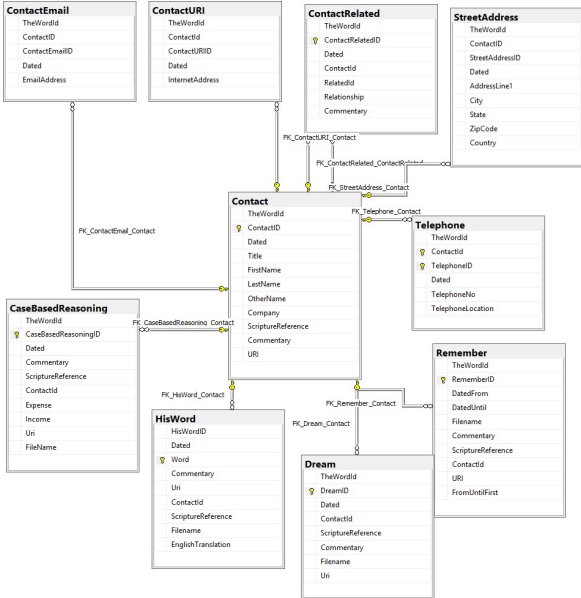 ContactEmail
TheWordId
ContactID
ContactEmailID
Dated
EmailAddress
ContactURI
TheWordId
ContactId
ContactURIID
Dated
InternetAddress
ContactRelated
TheWordId
ContactRelatedID
Dated
ContactId
RelatedId
Relationship
Commentary
StreetAddress
TheWordId
ContactID
StreetAddressID
Dated
AddressLine1
City
State
ZipCode
Country
FK_ContactURI_Contact
FK_ContactRelated_ContactRelated
FK_StreetAddress_Contact
FK_Telephone_Contact
FK_ContactEmail_Contact
Contact
TheWordId
ContactID
Dated
Title
FirstName
LastName
OtherName
Company
ScriptureReference
Commentary
URI
Telephone
TheWordId
ContactId
TelephoneID
Dated
TelephoneNo
TelephoneLocation
CaseBasedReasoning
TheWordId
CaseBasedReasoningID
Dated
Commentary
ScriptureReference
ContactId
Expense
Income
Uri
FileName
FK_CaseBasedReasoning_Contact
Remember
TheWordId
RememberID
DatedFrom
DatedUntil
Filename
Commentary
ScriptureReference
ContactId
URI
FromUntilFirst
FK_HisWord_Contact
FK_Remember_Contact
FK_Dream_Contact
HisWord
HisWordID
Dated
Word
Commentary
Uri
ContactId
ScriptureReference
Filename
EnglishTranslation
Dream
TheWordId
DreamID
Dated
ContactId
ScriptureReference
Commentary
Filename
Uri